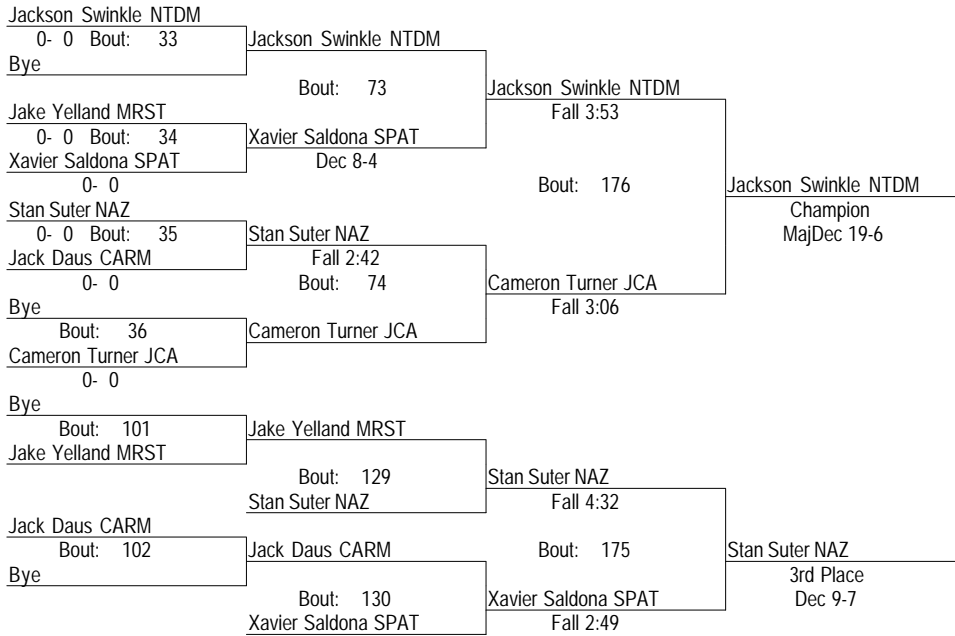 Jackson Swinkle NTDM
0- 0 Bout: 33
Jackson Swinkle NTDM
Bye
Bout: 73
Jackson Swinkle NTDM
Jake Yelland MRST
Fall 3:53
0- 0 Bout: 34
Xavier Saldona SPAT
Xavier Saldona SPAT
Dec 8-4
0- 0
Bout: 176
Jackson Swinkle NTDM
Stan Suter NAZ
Champion
0- 0 Bout: 35
Stan Suter NAZ
MajDec 19-6
Jack Daus CARM
Fall 2:42
0- 0
Bout: 74
Cameron Turner JCA
Bye
Fall 3:06
Bout: 36
Cameron Turner JCA
Cameron Turner JCA
0- 0
Bye
Bout: 101
Jake Yelland MRST
Jake Yelland MRST
Bout: 129
Stan Suter NAZ
Stan Suter NAZ
Fall 4:32
Jack Daus CARM
Bout: 102
Jack Daus CARM
Bout: 175
Stan Suter NAZ
Bye
3rd Place
Bout: 130
Xavier Saldona SPAT
Dec 9-7
Xavier Saldona SPAT
Fall 2:49